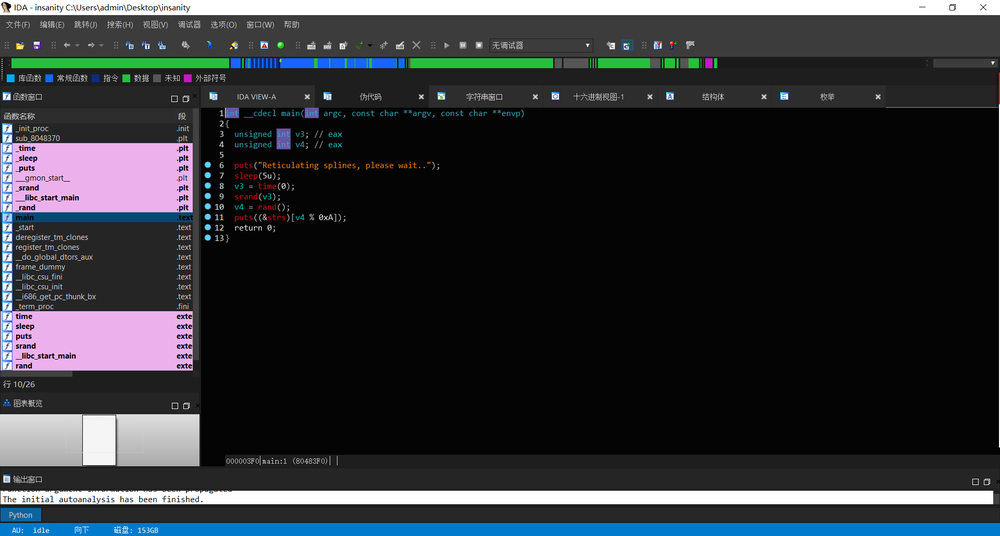 IDA - insanity C:\Users\admin\Desktop\insanity
文件(F) 编辑(E) 跳转(J) 搜索(H) 视图(V) 调试器 选项(O) 窗口(W) 帮助
无调试器
库函数 常规函数 指令 数据 未知 外部符号
函数窗口
函数名称 段
_init_proc .init
sub_8048370 .plt
_time .plt
_sleep .plt
_puts .plt
__gmon_start__ .plt
_srand .plt
__libc_start_main .plt
_rand .plt
main .text
_start .text
deregister_tm_clones .text
register_tm_clones .text
__do_global_dtors_aux .text
frame_dummy .text
__libc_csu_fini .text
__libc_csu_init .text
__i686_get_pc_thunk_bx .text
_term_proc .fini
time exte
sleep exte
puts exte
srand exte
__libc_start_main exte
rand exte
行 10/26
图表概览
IDA VIEW-A 伪代码 字符串窗口 十六进制视图-1 结构体 枚举
1 int __cdecl main(int argc, const char **argv, const char **envp)
2 {
3 unsigned int v3; // eax
4 unsigned int v4; // eax
5
6 puts("Reticulating splines, please wait..");
7 sleep(5u);
8 v3 = time(0);
9 srand(v3);
10 v4 = rand();
11 puts((&strs)[v4 % 0xA]);
12 return 0;
13 }
000003F0 main:1 (80483F0)
输出窗口
The initial autoanalysis has been finished.
Python
AU: idle 向下 磁盘: 153GB